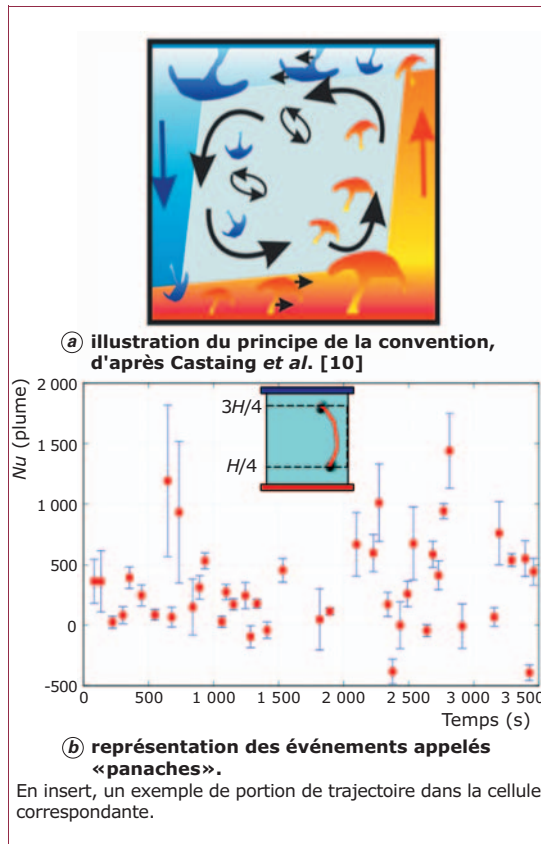 ⓐ illustration du principe de la convention,
d'après Castaing et al. [10]
Nu (plume)
2 000
1 500
1 000
500
0
-500
3H/4
H/4
0 500 1 000 1 500 2 000 2 500 3 000 3 500
Temps (s)
ⓑ représentation des événements appelés
«panaches».
En insert, un exemple de portion de trajectoire dans la cellule
correspondante.